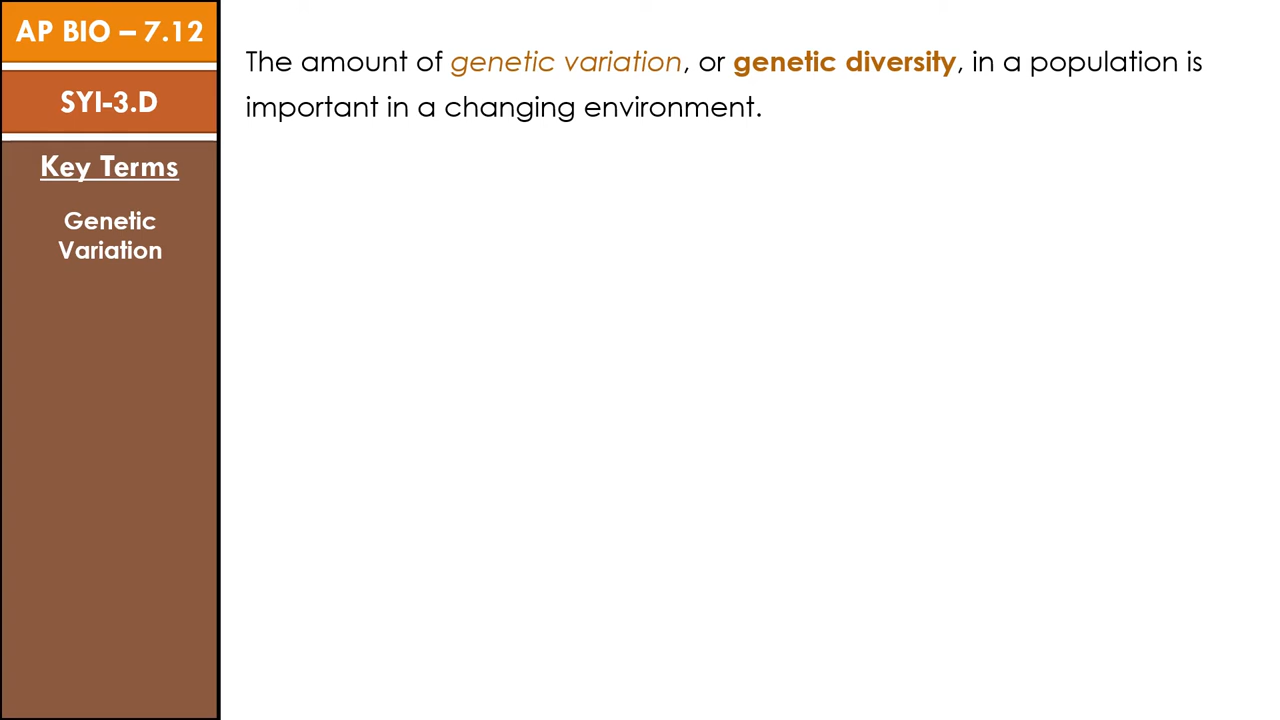 AP BIO – 7.12
SYI-3.D
Key Terms
Genetic
Variation
The amount of genetic variation, or genetic diversity, in a population is
important in a changing environment.